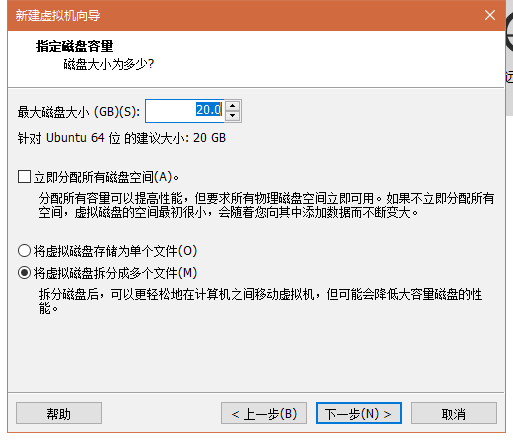 新建虚拟机向导
指定磁盘容量
磁盘大小为多少?
最大磁盘大小 (GB)(S): 20.0
针对 Ubuntu 64 位 的建议大小: 20 GB
立即分配所有磁盘空间(A)。
分配所有容量可以提高性能，但要求所有物理磁盘空间立即可用。如果不立即分配所有
空间，虚拟磁盘的空间最初很小，会随着您向其中添加数据而不断变大。
将虚拟磁盘存储为单个文件(O)
将虚拟磁盘拆分成多个文件(M)
拆分磁盘后，可以更轻松地在计算机之间移动虚拟机，但可能会降低大容量磁盘的性
能。
帮助 < 上一步(B) 下一步(N) > 取消